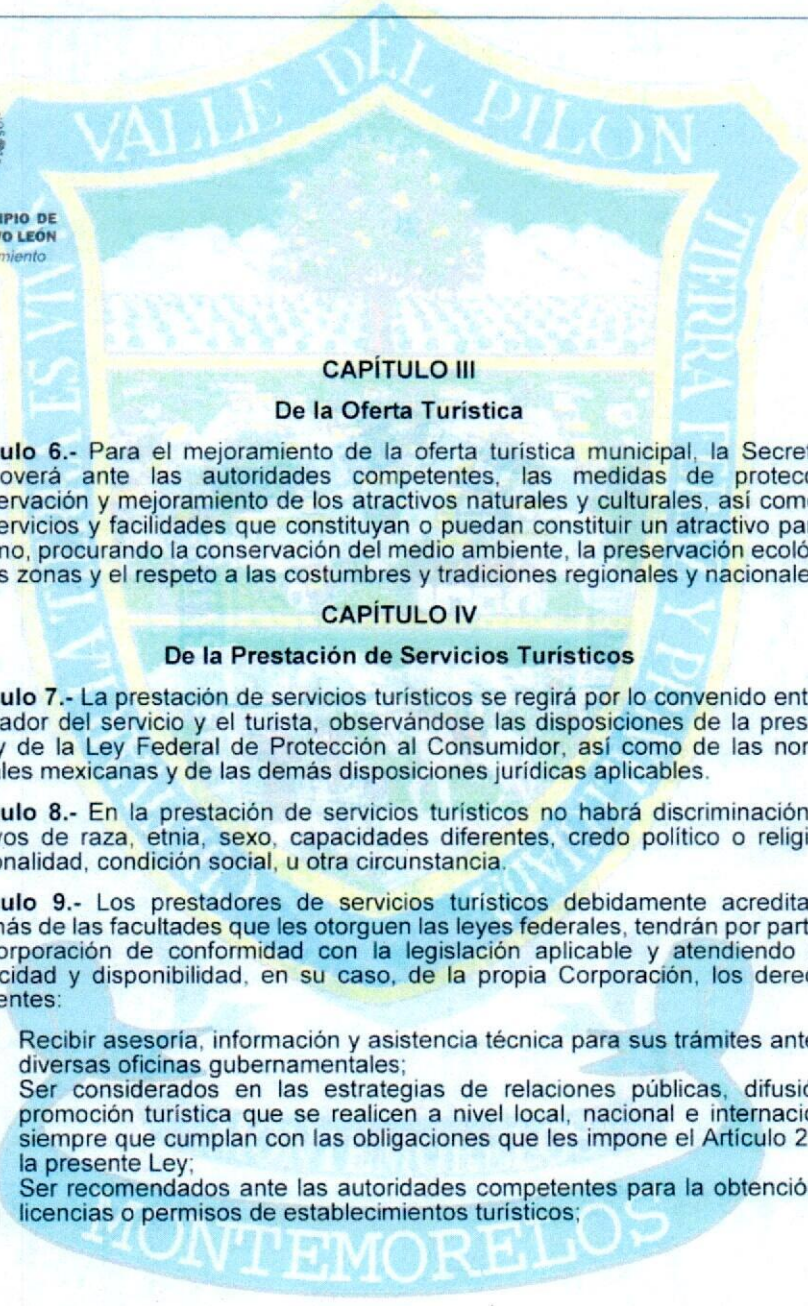 VALLE DEL PILON
IPIO DE
O LEÓN
miento
CAPÍTULO III
De la Oferta Turística
ulo 6.- Para el mejoramiento de la oferta turística municipal, la Secret
overá ante las autoridades competentes, las medidas de protecc
ervación y mejoramiento de los atractivos naturales y culturales, así com
ervicios y facilidades que constituyan o puedan constituir un atractivo pa
no, procurando la conservación del medio ambiente, la preservación ecoló
s zonas y el respeto a las costumbres y tradiciones regionales y nacionale
CAPÍTULO IV
De la Prestación de Servicios Turísticos
ulo 7.- La prestación de servicios turísticos se regirá por lo convenido ent
ador del servicio y el turista, observándose las disposiciones de la pres
y de la Ley Federal de Protección al Consumidor, así como de las nor
ales mexicanas y de las demás disposiciones jurídicas aplicables.
ulo 8.- En la prestación de servicios turísticos no habrá discriminación
vos de raza, etnia, sexo, capacidades diferentes, credo político o religi
onalidad, condición social, u otra circunstancia.
ulo 9.- Los prestadores de servicios turísticos debidamente acredita
nás de las facultades que les otorguen las leyes federales, tendrán por part
orporación de conformidad con la legislación aplicable y atendiendo
cidad y disponibilidad, en su caso, de la propia Corporación, los dere
entes:
Recibir asesoría, información y asistencia técnica para sus trámites ante
diversas oficinas gubernamentales;
Ser considerados en las estrategias de relaciones públicas, difusió
promoción turística que se realicen a nivel local, nacional e internacio
siempre que cumplan con las obligaciones que les impone el Artículo 2
la presente Ley;
Ser recomendados ante las autoridades competentes para la obtenció
licencias o permisos de establecimientos turísticos;
MONTEMORELOS